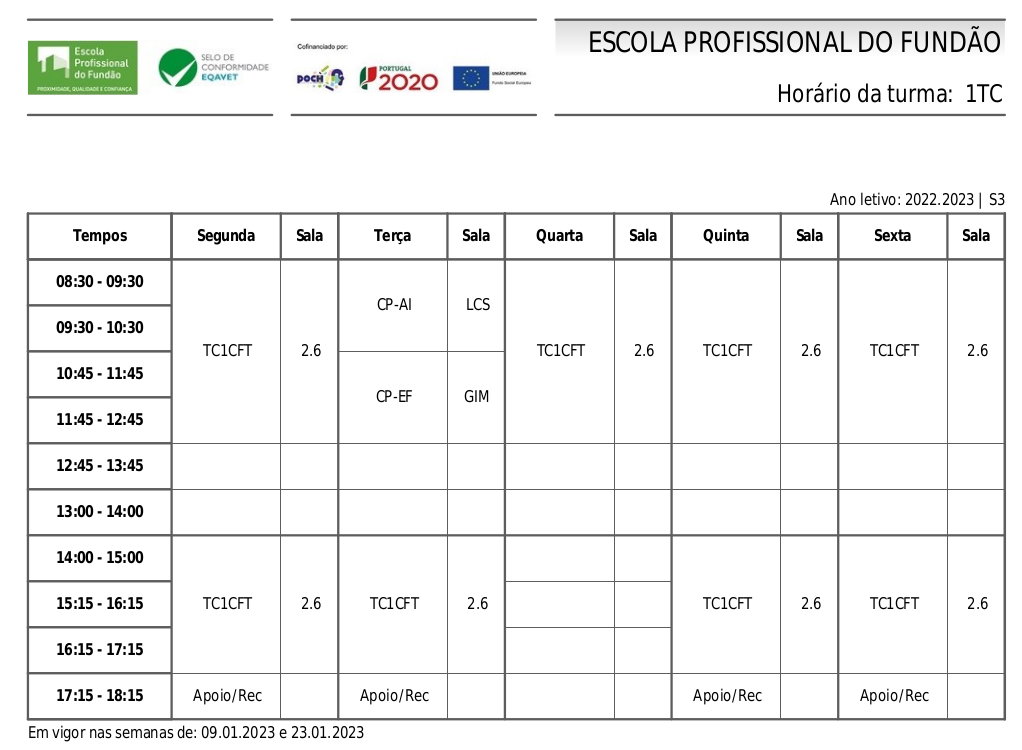 Escola
Profissional
do Fundão
PROXIMIDADE, QUALIDADE E CONFIANÇA
SELO DE
CONFORMIDADE
EQAVET
Cofinanciado por:
POCH
PORTUGAL
2020
UNIÃO EUROPEIA
Fundo Social Europeu
ESCOLA PROFISSIONAL DO FUNDÃO
Horário da turma: 1TC
Ano letivo: 2022.2023 | S3
Tempos Segunda Sala Terça Sala Quarta Sala Quinta Sala Sexta Sala
08:30 - 09:30
CP-AI LCS
09:30 - 10:30
TC1CFT 2.6 TC1CFT 2.6 TC1CFT 2.6 TC1CFT 2.6
10:45 - 11:45
CP-EF GIM
11:45 - 12:45
12:45 - 13:45
13:00 - 14:00
14:00 - 15:00
15:15 - 16:15 TC1CFT 2.6 TC1CFT 2.6 TC1CFT 2.6 TC1CFT 2.6
16:15 - 17:15
17:15 - 18:15 Apoio/Rec Apoio/Rec Apoio/Rec Apoio/Rec
Em vigor nas semanas de: 09.01.2023 e 23.01.2023